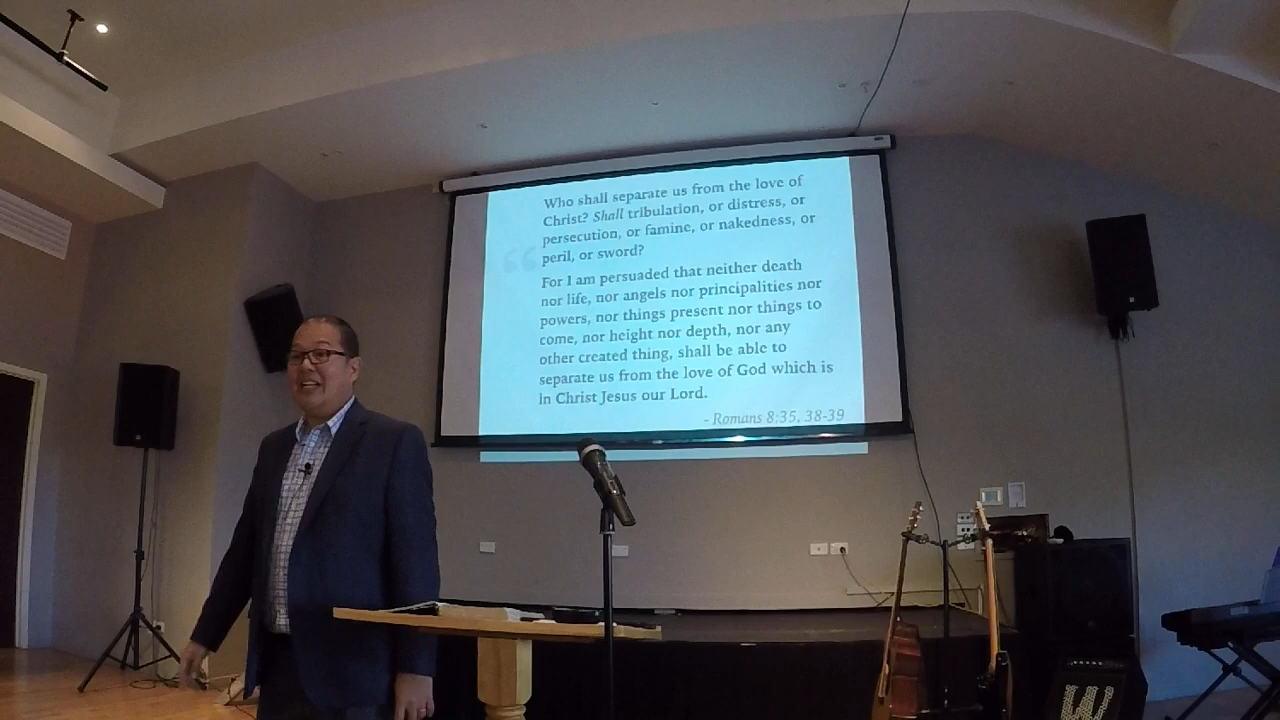 Who shall separate us from the love of
Christ? Shall tribulation, or distress, or
persecution, or famine, or nakedness, or
peril, or sword?
For I am persuaded that neither death
nor life, nor angels nor principalities nor
powers, nor things present nor things to
come, nor height nor depth, nor any
other created thing, shall be able to
separate us from the love of God which is
in Christ Jesus our Lord.
- Romans 8:35, 38-39